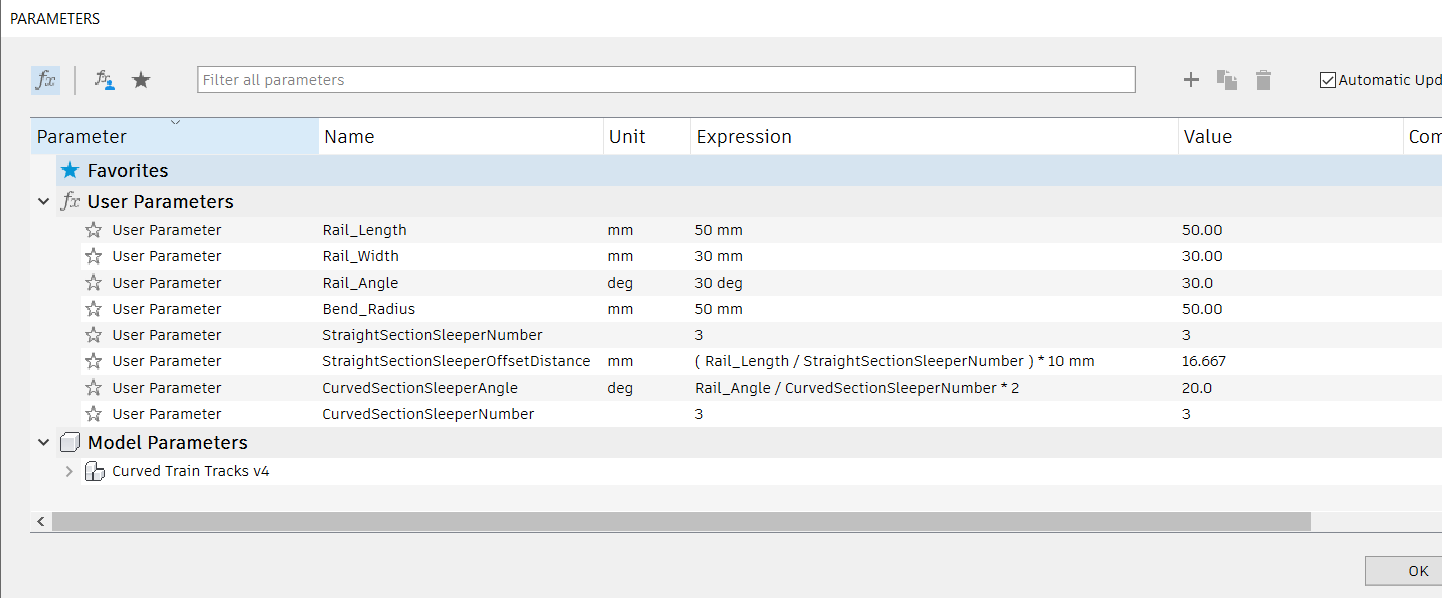 PARAMETERS
fx fx Filter all parameters Automatic Upd
Parameter Name Unit Expression Value Com
Favorites
fx User Parameters
User Parameter Rail_Length mm 50 mm 50.00
User Parameter Rail_Width mm 30 mm 30.00
User Parameter Rail_Angle deg 30 deg 30.0
User Parameter Bend_Radius mm 50 mm 50.00
User Parameter StraightSectionSleeperNumber 3 3
User Parameter StraightSectionSleeperOffsetDistance mm ( Rail_Length / StraightSectionSleeperNumber ) * 10 mm 16.667
User Parameter CurvedSectionSleeperAngle deg Rail_Angle / CurvedSectionSleeperNumber * 2 20.0
User Parameter CurvedSectionSleeperNumber 3 3
Model Parameters
Curved Train Tracks v4
OK